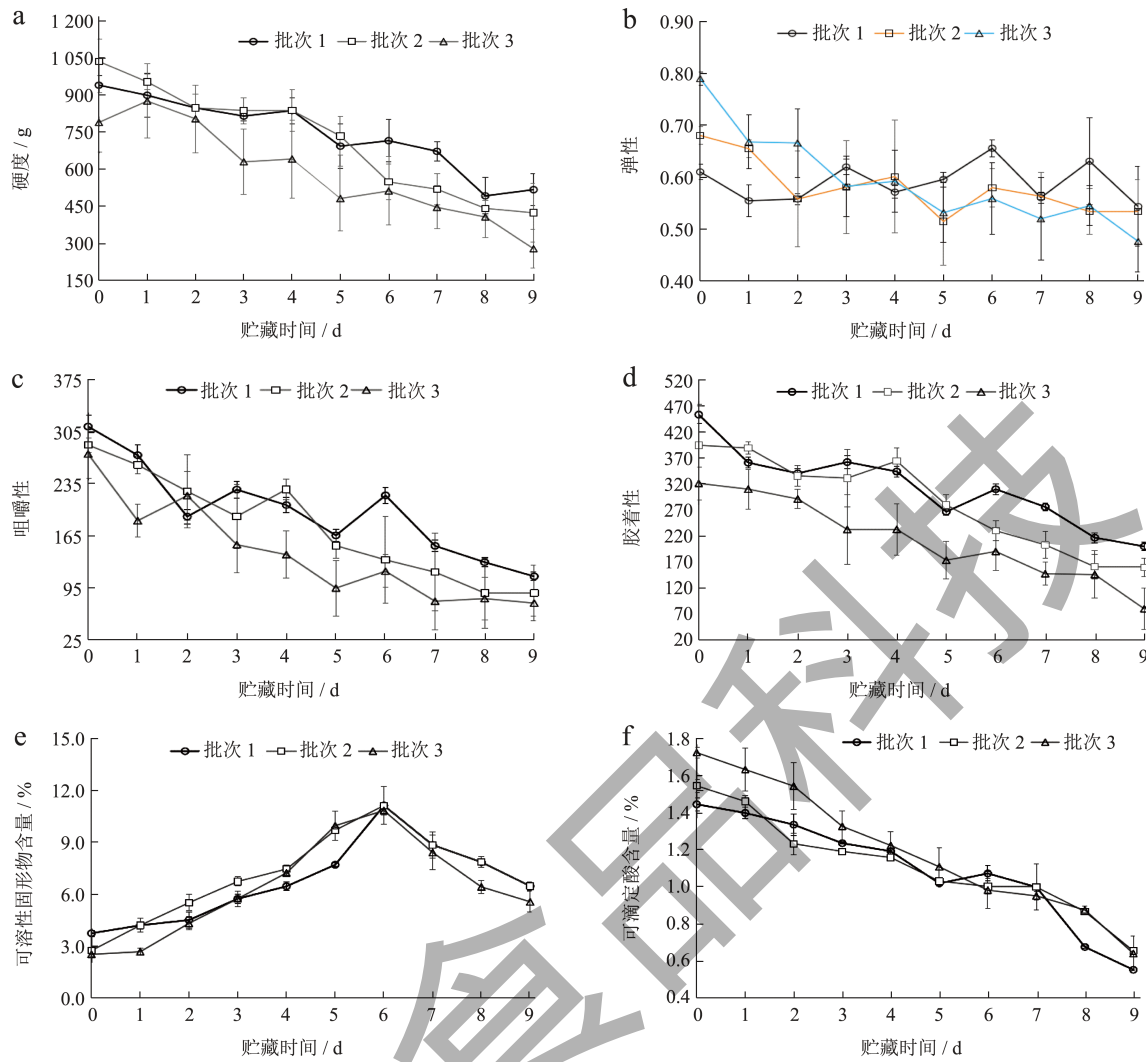 a
1 200
1 050
900
750
600
450
300
150
批次 1 批次 2 批次 3
硬度 / g
0 1 2 3 4 5 6 7 8 9
贮藏时间 / d
b
0.80
0.70
0.60
0.50
0.40
批次 1 批次 2 批次 3
弹性
0 1 2 3 4 5 6 7 8 9
贮藏时间 / d
c
375
305
235
165
95
25
批次 1 批次 2 批次 3
咀嚼性
0 1 2 3 4 5 6 7 8 9
贮藏时间 / d
d
520
470
420
370
320
270
220
170
120
70
20
批次 1 批次 2 批次 3
胶着性
0 1 2 3 4 5 6 7 8 9
贮藏时间 / d
e
15.0
12.0
9.0
6.0
3.0
0.0
批次 1 批次 2 批次 3
可溶性固形物含量 / %
0 1 2 3 4 5 6 7 8 9
贮藏时间 / d
f
1.8
1.6
1.4
1.2
1.0
0.8
0.6
0.4
批次 1 批次 2 批次 3
可滴定酸含量 / %
0 1 2 3 4 5 6 7 8 9
贮藏时间 / d
食品科技